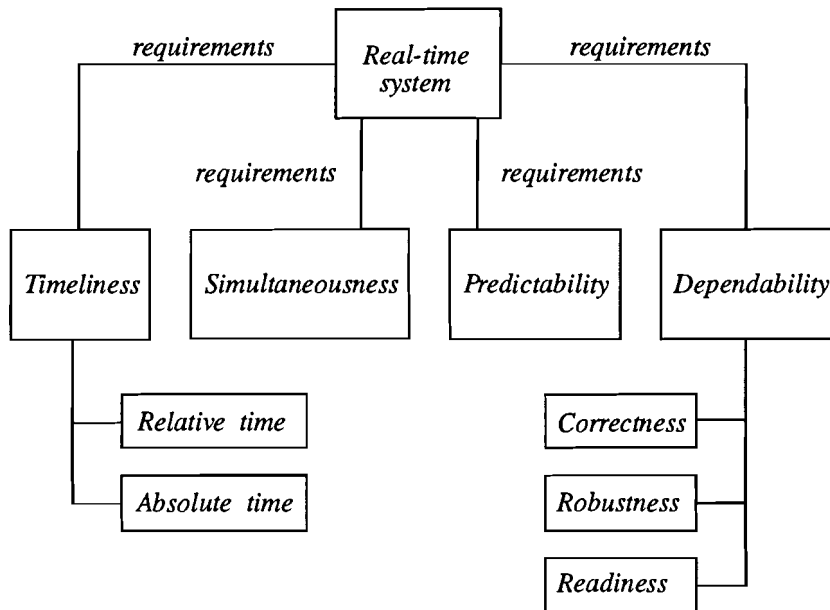 requirements
Real-time
system
requirements
requirements
requirements
Timeliness
Simultaneousness
Predictability
Dependability
Relative time
Absolute time
Correctness
Robustness
Readiness